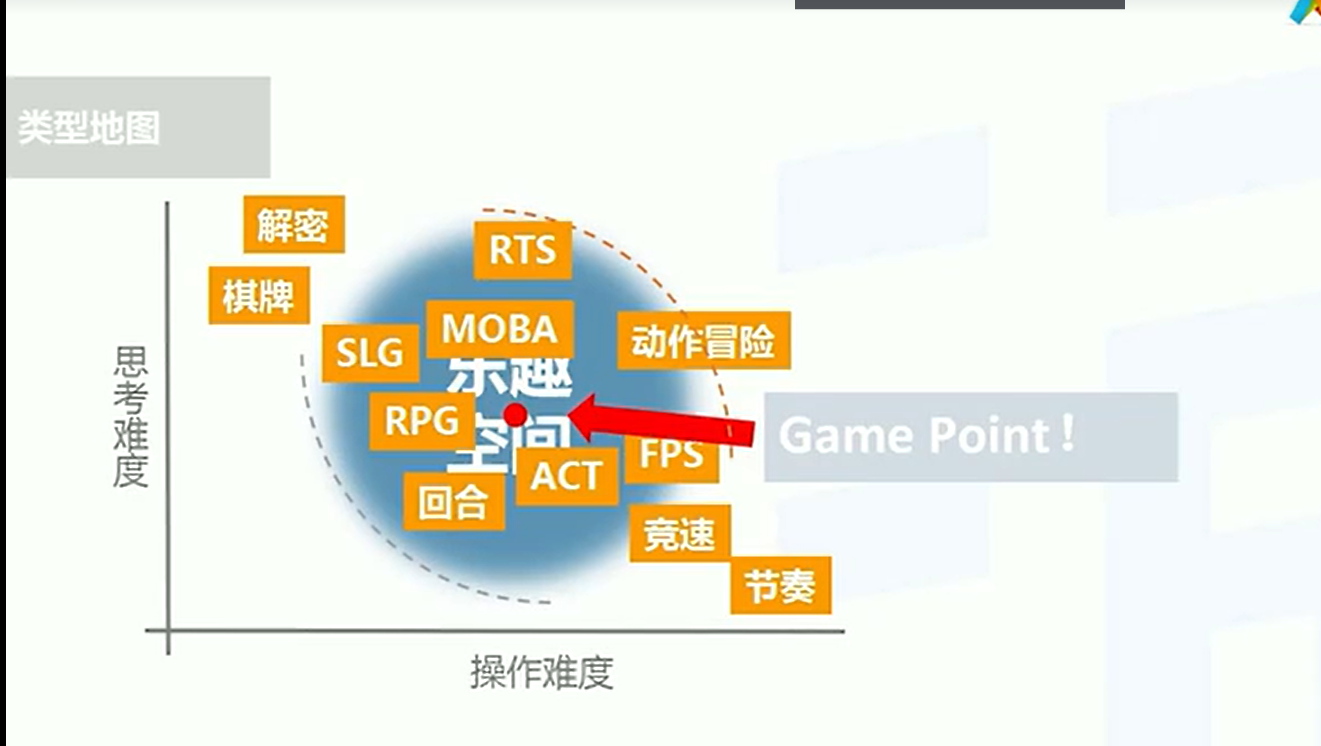 类型地图
解密
RTS
棋牌
MOBA
动作冒险
SLG
乐趣
RPG
空间
Game Point！
FPS
ACT
回合
竞速
节奏
思考难度
操作难度